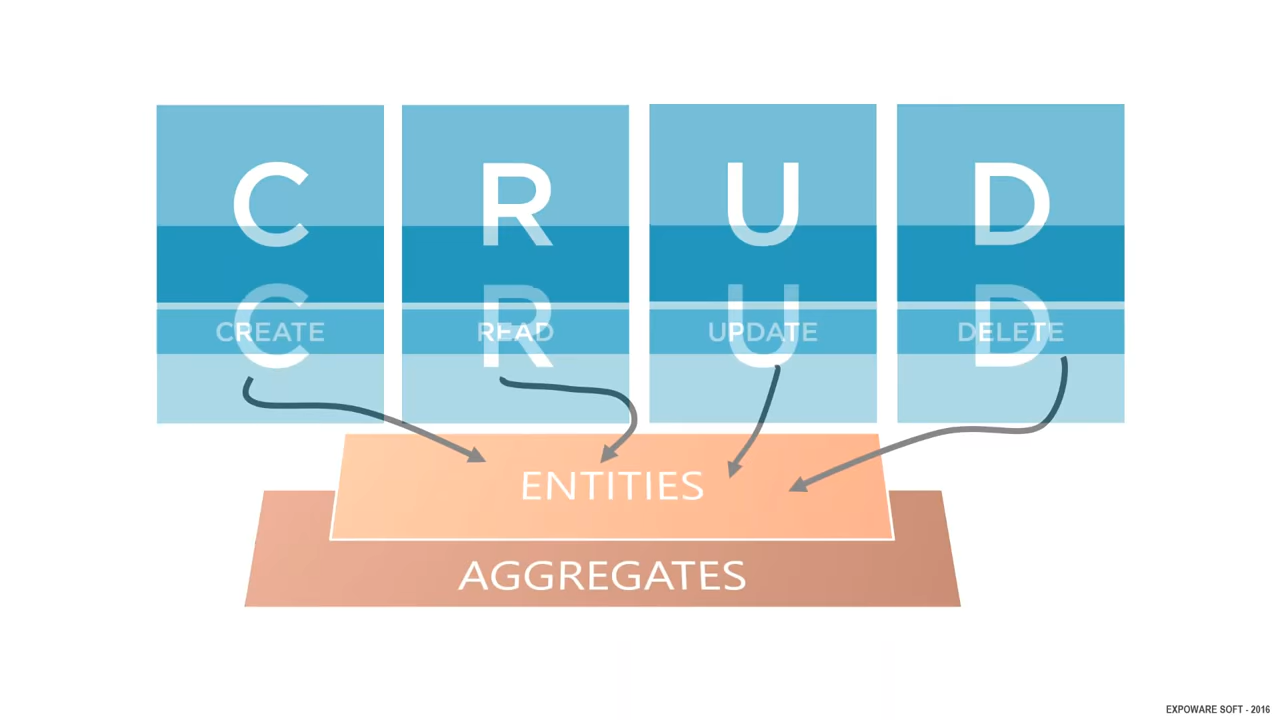 C R U D
C R U D
CREATE READ UPDATE DELETE
ENTITIES
AGGREGATES
EXPOWARE SOFT - 2016